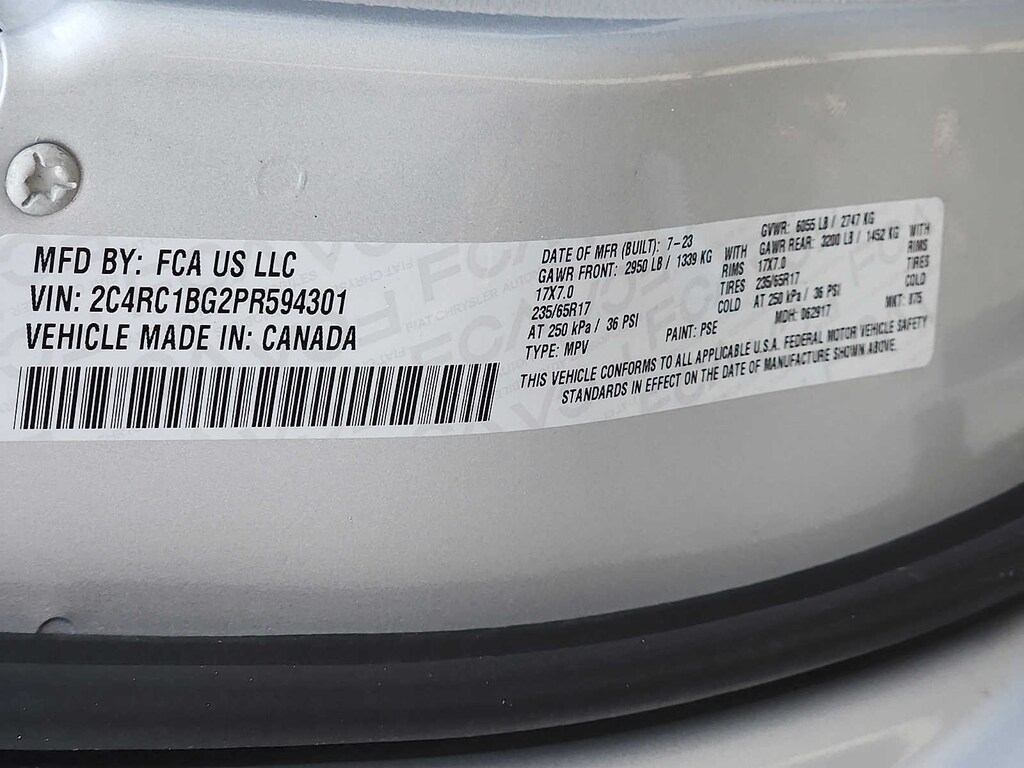 MFD BY: FCA US LLC
VIN: 2C4RC1BG2PR594301
VEHICLE MADE IN: CANADA
DATE OF MFR (BUILT): 7-23 GVWR: 6055 LB / 2747 KG
GAWR FRONT: 2950 LB / 1339 KG WITH GAWR REAR: 3200 LB / 1452 KG WITH
17X7.0 RIMS 17X7.0 RIMS
235/65R17 TIRES 235/65R17 TIRES
AT 250 kPa / 36 PSI COLD AT 250 kPa / 36 PSI COLD
TYPE: MPV PAINT: PSE MDH: 062917 MKT:
THIS VEHICLE CONFORMS TO ALL APPLICABLE U.S.A. FEDERAL MOTOR VEHICLE SAFETY
STANDARDS IN EFFECT ON THE DATE OF MANUFACTURE SHOWN ABOVE.